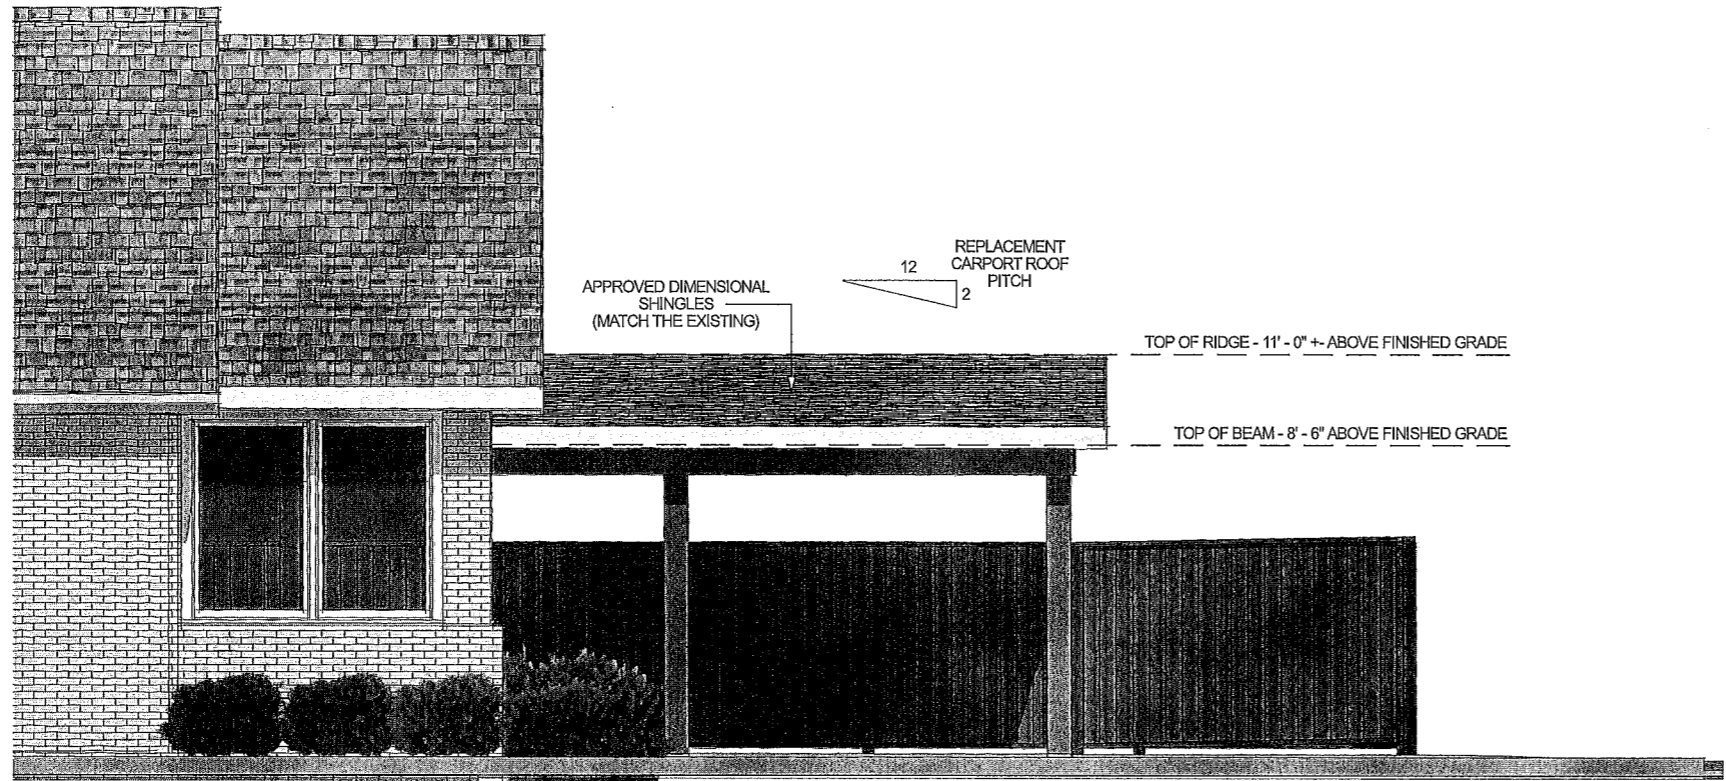 REPLACEMENT
CARPORT ROOF
PITCH
12
2
APPROVED DIMENSIONAL
SHINGLES
(MATCH THE EXISTING)
TOP OF RIDGE - 11' - 0" +- ABOVE FINISHED GRADE
TOP OF BEAM - 8' - 6" ABOVE FINISHED GRADE